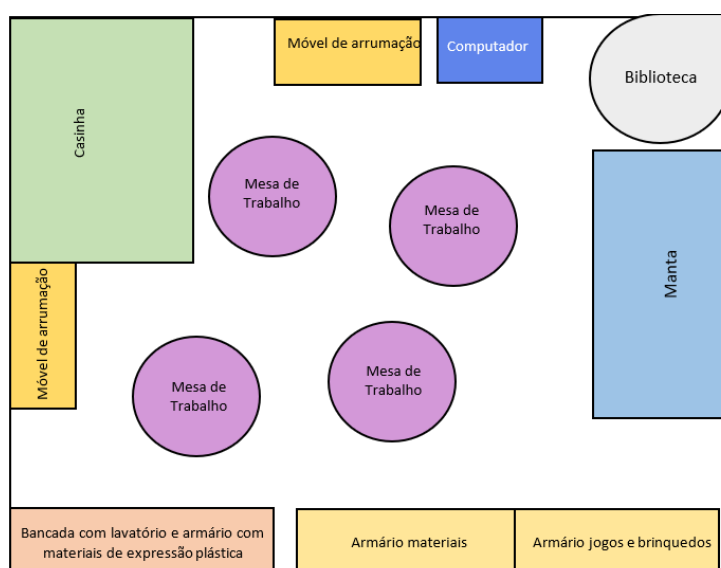 Móvel de arrumação
Computador
Biblioteca
Casinha
Mesa de
Trabalho
Mesa de
Trabalho
Manta
Móvel de arrumação
Mesa de
Trabalho
Mesa de
Trabalho
Bancada com lavatório e armário com
materiais de expressão plástica
Armário materiais
Armário jogos e brinquedos